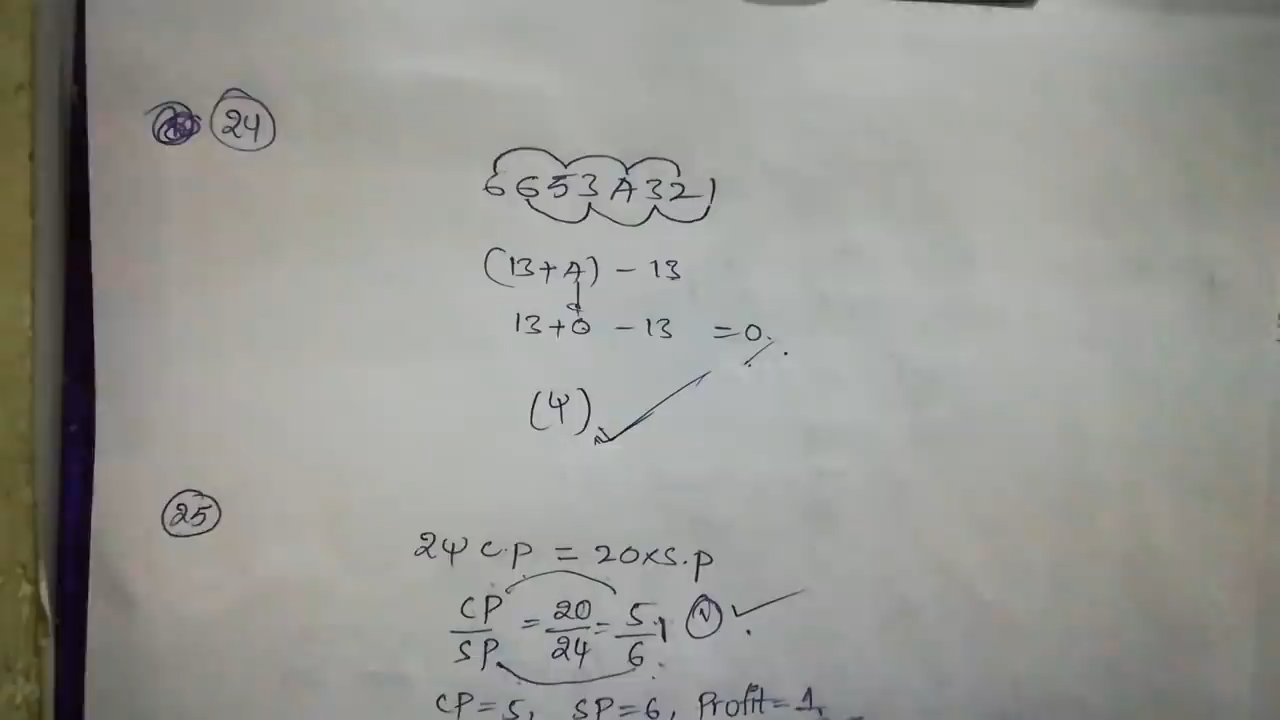 24
6653A321
(13+A) - 13
13+0 - 13 = 0
(4)
25
24 C.P = 20×S.P
CP/SP = 20/24 = 5/6
CP=5, SP=6, Profit=1,